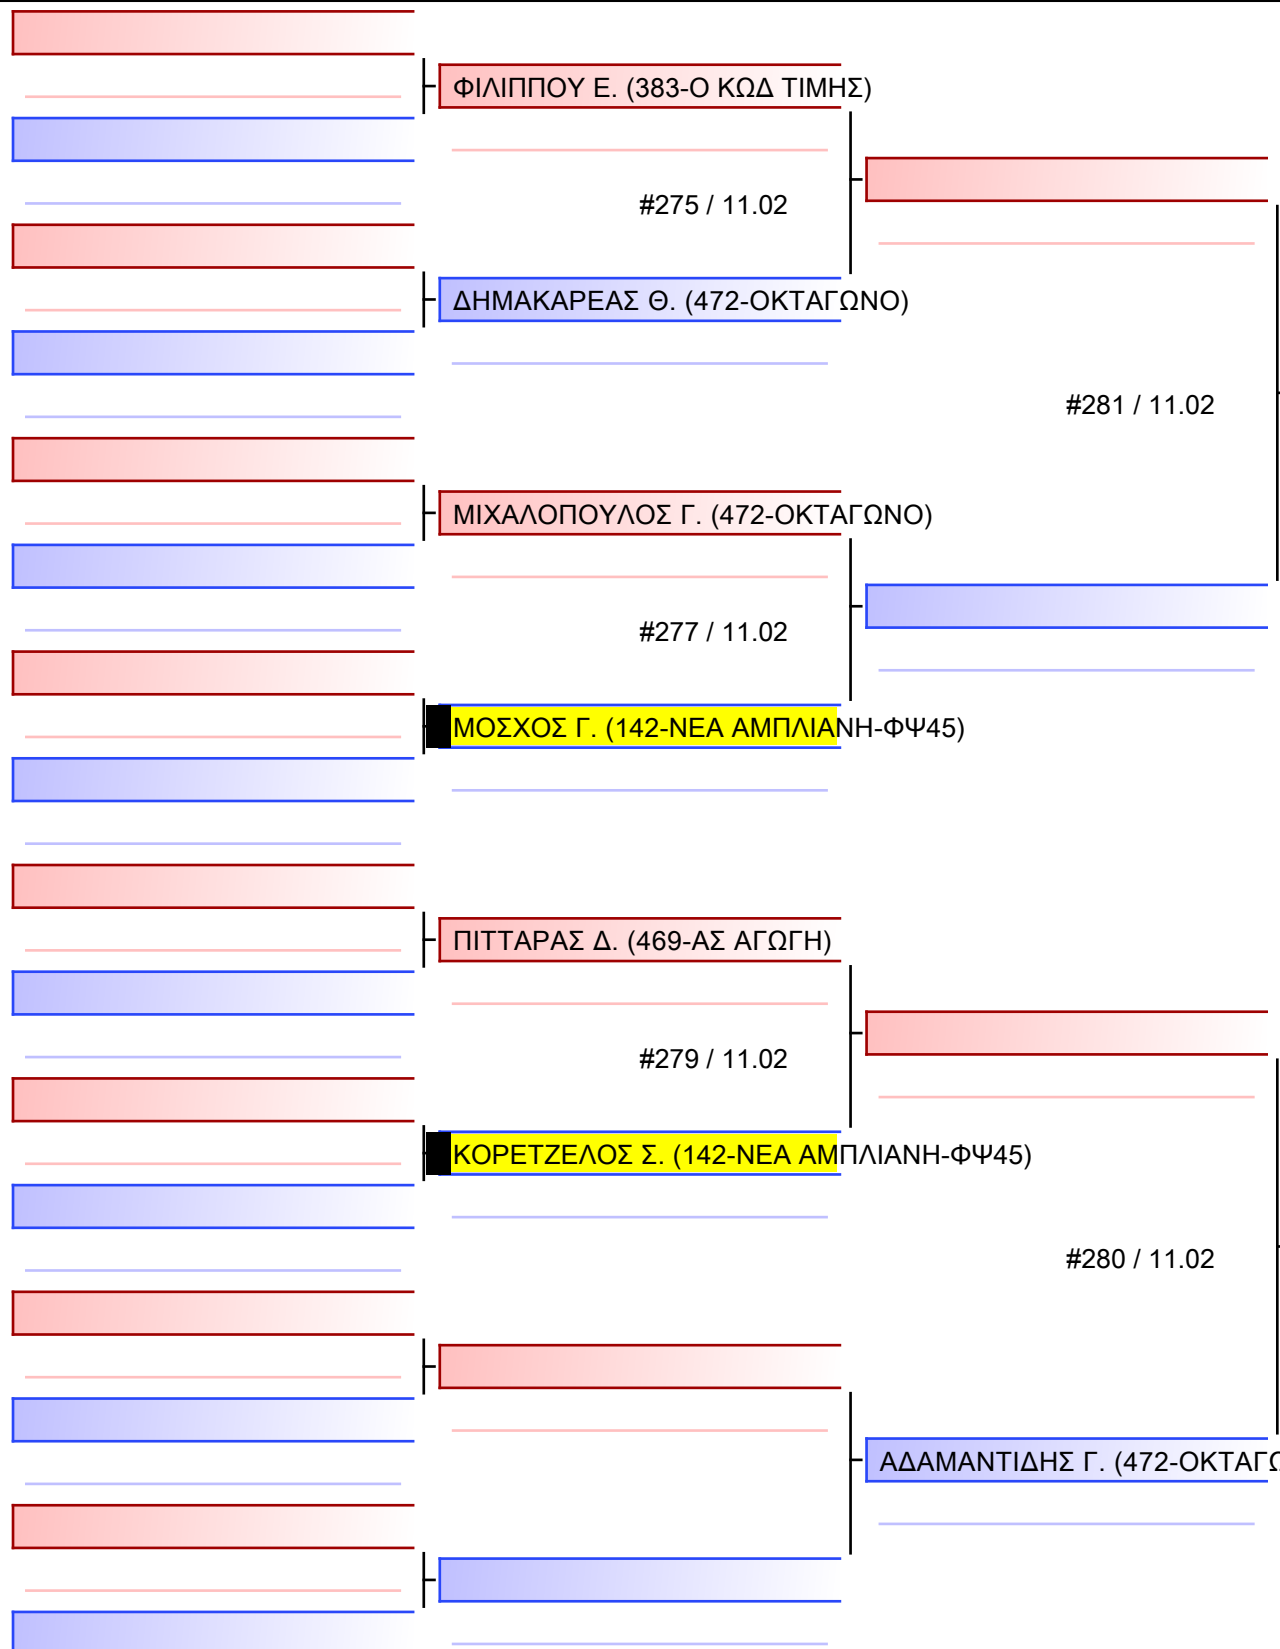 ΦΙΛΙΠΠΟΥ Ε. (383-Ο ΚΩΔ ΤΙΜΗΣ)
#275 / 11.02
ΔΗΜΑΚΑΡΕΑΣ Θ. (472-ΟΚΤΑΓΩΝΟ)
#281 / 11.02
ΜΙΧΑΛΟΠΟΥΛΟΣ Γ. (472-ΟΚΤΑΓΩΝΟ)
#277 / 11.02
ΜΟΣΧΟΣ Γ. (142-ΝΕΑ ΑΜΠΛΙΑΝΗ-ΦΨ45)
ΠΙΤΤΑΡΑΣ Δ. (469-ΑΣ ΑΓΩΓΗ)
#279 / 11.02
ΚΟΡΕΤΖΕΛΟΣ Σ. (142-ΝΕΑ ΑΜΠΛΙΑΝΗ-ΦΨ45)
#280 / 11.02
ΑΔΑΜΑΝΤΙΔΗΣ Γ. (472-ΟΚΤΑΓΩ